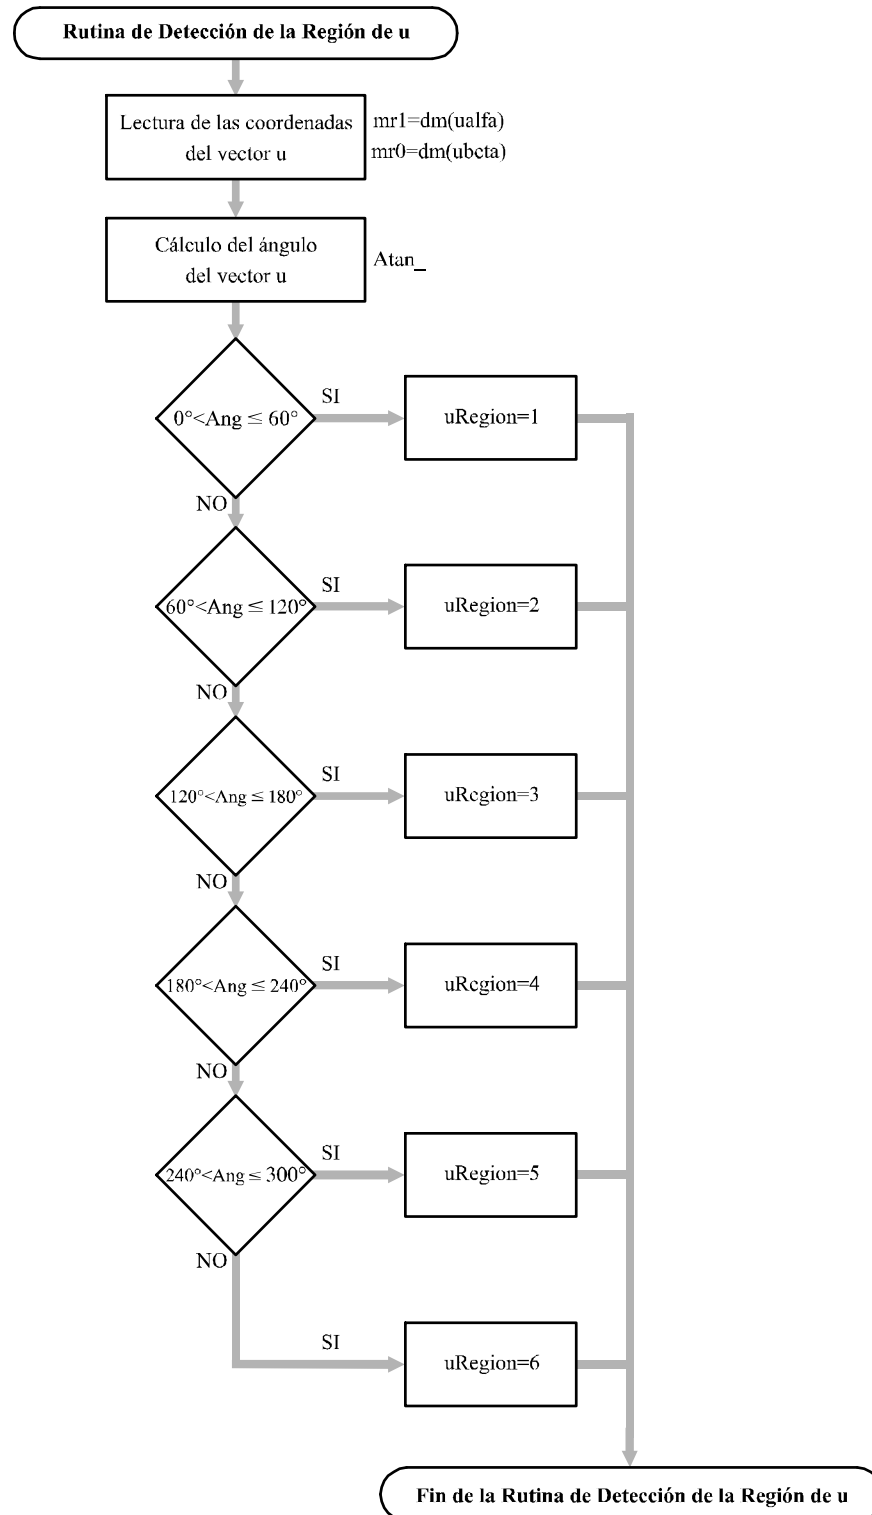 Rutina de Detección de la Región de u
Lectura de las coordenadas
del vector u
mr1=dm(ualfa)
mr0=dm(ubeta)
Cálculo del ángulo
del vector u
Atan_
0°<Ang ≤ 60°
SI
uRegion=1
NO
60°<Ang ≤ 120°
SI
uRegion=2
NO
120°<Ang ≤ 180°
SI
uRegion=3
NO
180°<Ang ≤ 240°
SI
uRegion=4
NO
240°<Ang ≤ 300°
SI
uRegion=5
NO
SI
uRegion=6
Fin de la Rutina de Detección de la Región de u